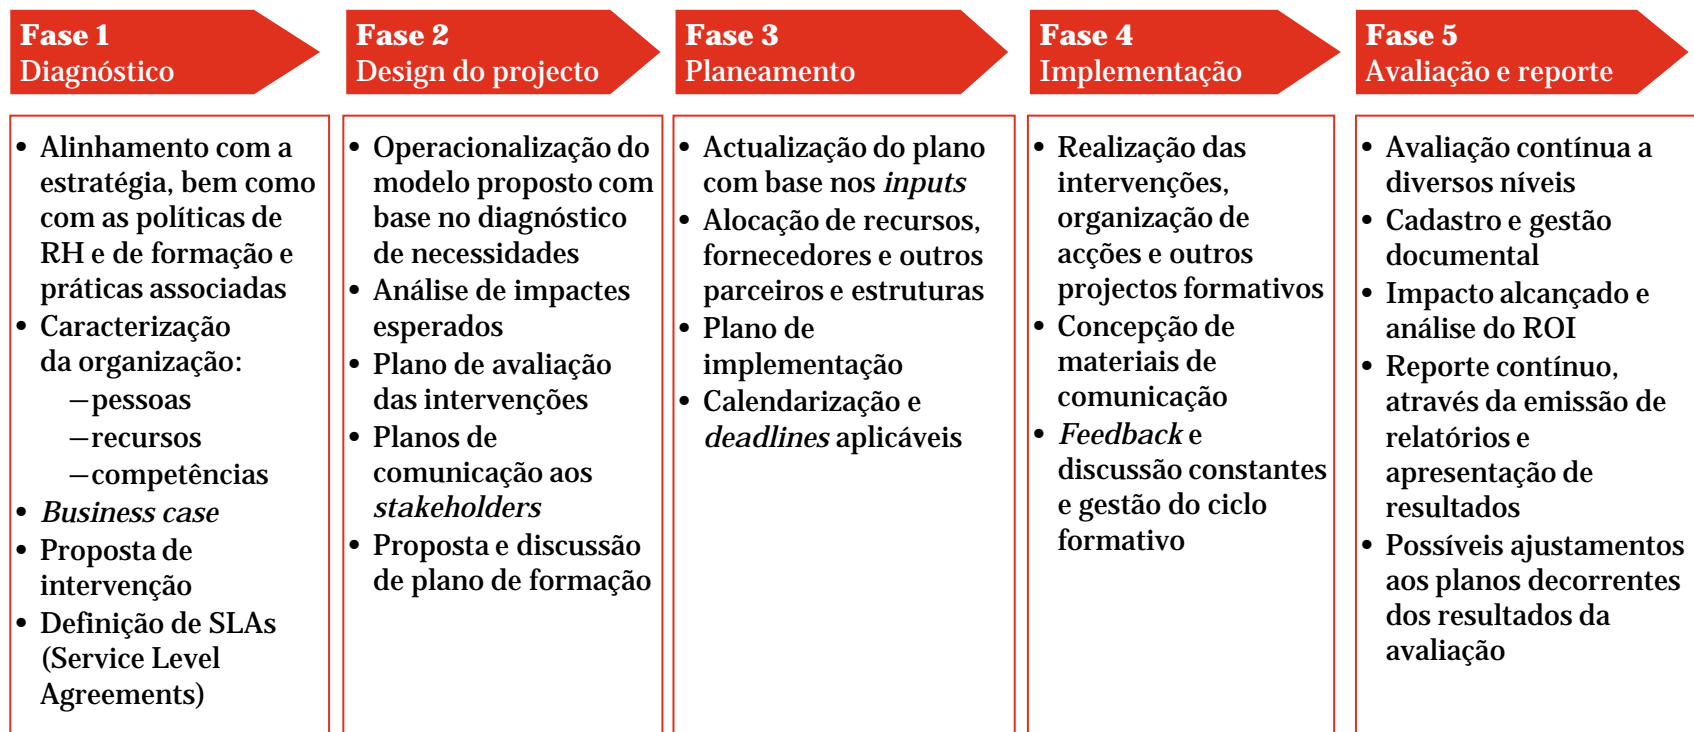 Fase 1
Diagnóstico
• Alinhamento com a
estratégia, bem como
com as políticas de
RH e de formação e
práticas associadas
• Caracterização
da organização:
—pessoas
—recursos
—competências
• Business case
• Proposta de
intervenção
• Definição de SLAs
(Service Level
Agreements)
Fase 2
Design do projecto
• Operacionalização do
modelo proposto com
base no diagnóstico
de necessidades
• Análise de impactes
esperados
• Plano de avaliação
das intervenções
• Planos de
comunicação aos
stakeholders
• Proposta e discussão
de plano de formação
Fase 3
Planeamento
• Actualização do plano
com base nos inputs
• Alocação de recursos,
fornecedores e outros
parceiros e estruturas
• Plano de
implementação
• Calendarização e
deadlines aplicáveis
Fase 4
Implementação
• Realização das
intervenções,
organização de
acções e outros
projectos formativos
• Concepção de
materiais de
comunicação
• Feedback e
discussão constantes
e gestão do ciclo
formativo
Fase 5
Avaliação e reporte
• Avaliação contínua a
diversos níveis
• Cadastro e gestão
documental
• Impacto alcançado e
análise do ROI
• Reporte contínuo,
através da emissão de
relatórios e
apresentação de
resultados
• Possíveis ajustamentos
aos planos decorrentes
dos resultados da
avaliação